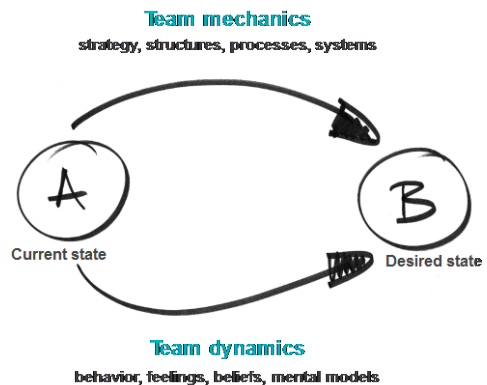 Team mechanics
strategy, structures, processes, systems
A
B
Current state
Desired state
Team dynamics
behavior, feelings, beliefs, mental models